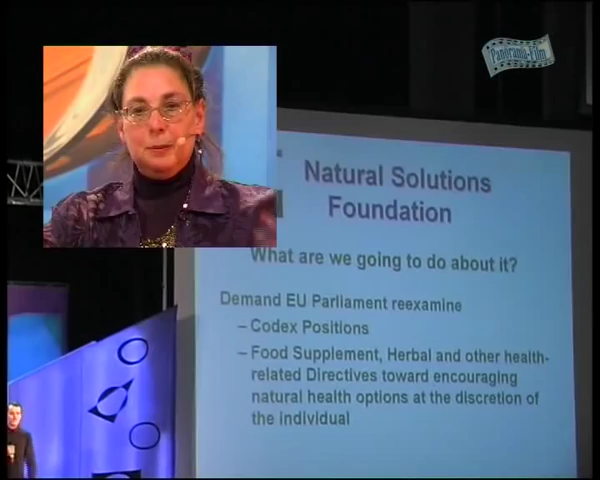 Panorama-Film
Natural Solutions
Foundation
What are we going to do about it?
Demand EU Parliament reexamine
– Codex Positions
– Food Supplement, Herbal and other health-
related Directives toward encouraging
natural health options at the discretion of
the individual